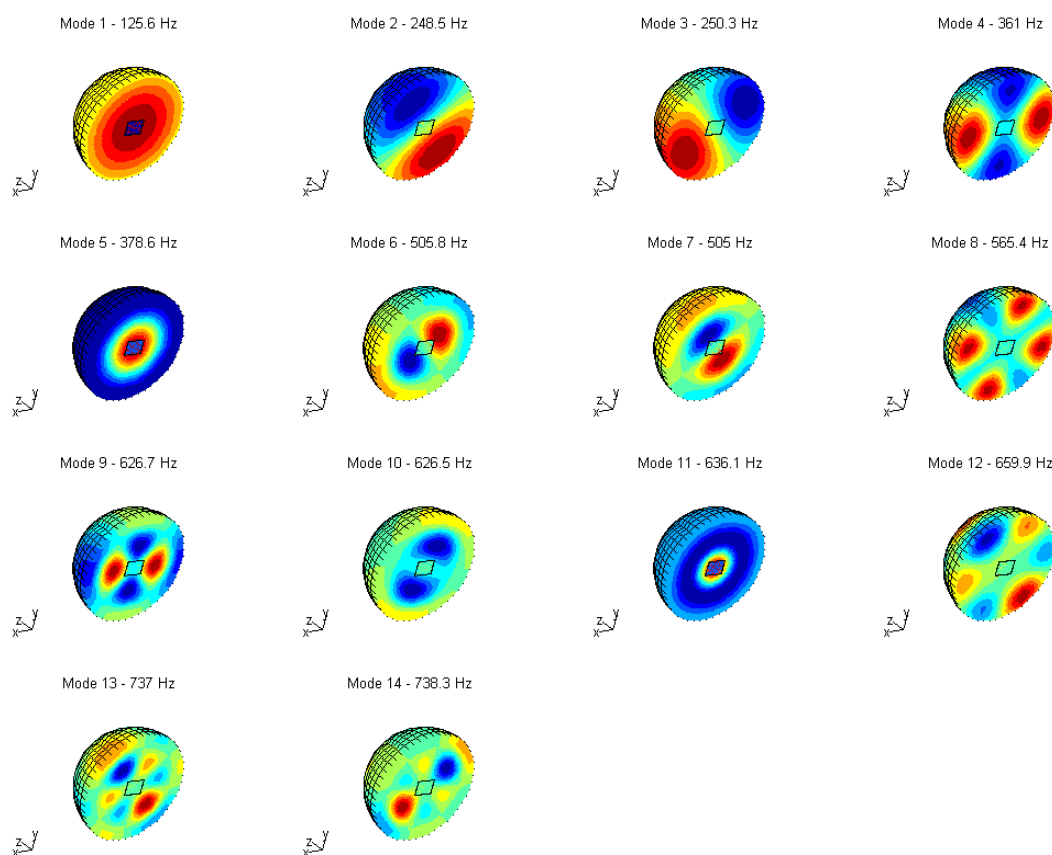 Mode 1 - 125.6 Hz
Mode 2 - 248.5 Hz
Mode 3 - 250.3 Hz
Mode 4 - 361 Hz
z y
x
z y
x
z y
x
z y
x
Mode 5 - 378.6 Hz
Mode 6 - 505.8 Hz
Mode 7 - 505 Hz
Mode 8 - 565.4 Hz
z y
x
z y
x
z y
x
z y
x
Mode 9 - 626.7 Hz
Mode 10 - 626.5 Hz
Mode 11 - 636.1 Hz
Mode 12 - 659.9 Hz
z y
x
z y
x
z y
x
z y
x
Mode 13 - 737 Hz
Mode 14 - 738.3 Hz
z y
x
z y
x